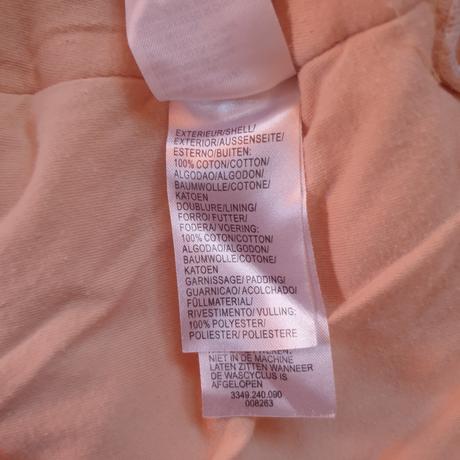 EXTERIEUR/SHELL/
EXTERIOR/AUSSENSEITE/
ESTERNO/BUITEN:
100% COTON/COTTON/
ALGODAO/ALGODON/
BAUMWOLLE/COTONE/
KATOEN
DOUBLURE/LINING/
FORRO/ FUTTER/
FODERA/ VOERING:
100% COTON/COTTON/
ALGODAO/ALGODON/
BAUMWOLLE/COTONE/
KATOEN
GARNISSAGE/ PADDING/
GUARNICAO/ ACOLCHADO/
FÜLLMATERIAL/
RIVESTIMENTO/ VULLING:
100% POLYESTER/
POLIESTER/ POLIESTERE
NIET IN DE MACHINE
LATEN ZITTEN WANNEER
DE WASCYCLUS IS
AFGELOPEN
3349.240.090
008263